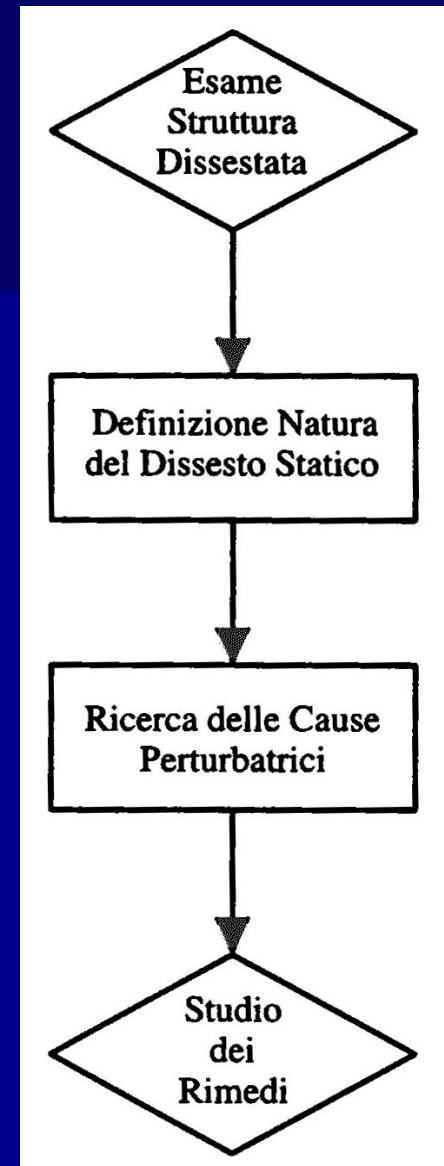 Esame
Struttura
Dissestata
Definizione Natura
del Dissesto Statico
Ricerca delle Cause
Perturbatrici
Studio
dei
Rimedi